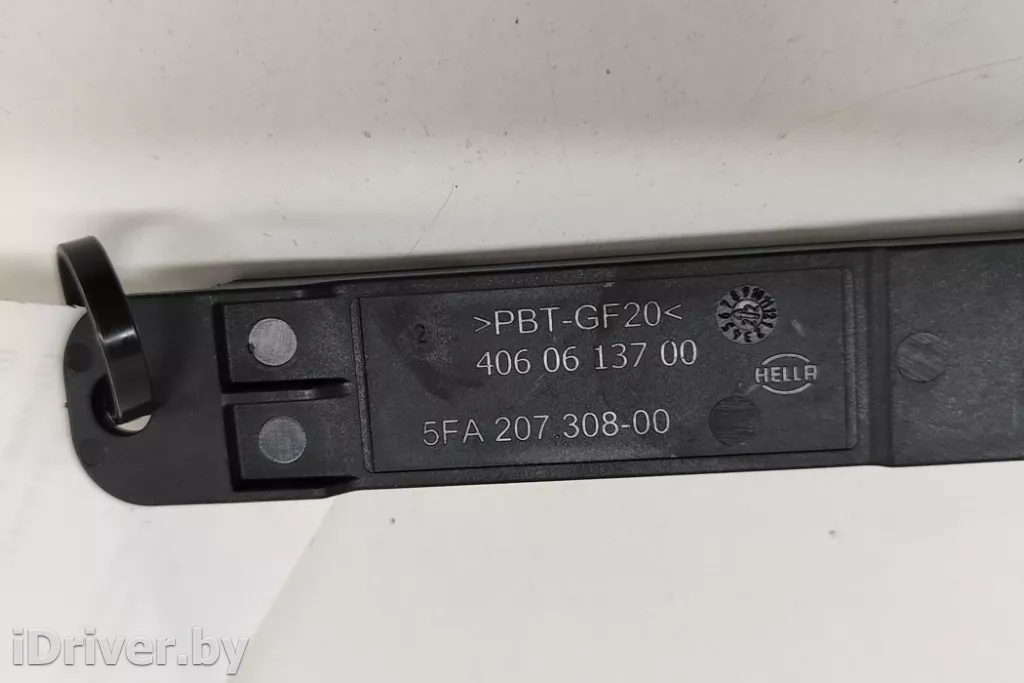 >PBT-GF20<
2
406 06 137 00
HELLA
5FA 207 308-00
iDriver.by